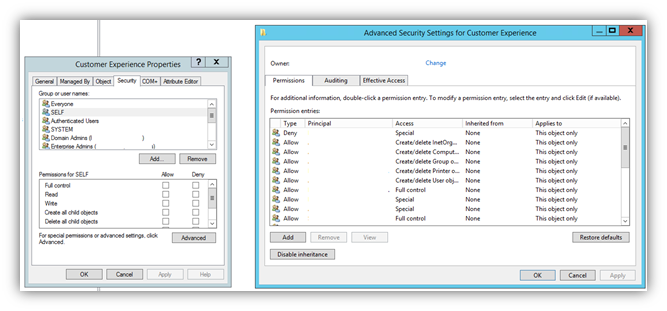 Customer Experience Properties
?
X
General
Managed By
Object
Security
COM+
Attribute Editor
Group or user names:
Everyone
SELF
Authenticated Users
SYSTEM
Domain Admins (I )
Enterprise Admins (
Add...
Remove
Permissions for SELF
Allow
Deny
Full control
Read
Write
Create all child objects
Delete all child objects
For special permissions or advanced settings, click
Advanced.
Advanced
OK
Cancel
Apply
Help
Advanced Security Settings for Customer Experience
Owner:
Change
Permissions
Auditing
Effective Access
For additional information, double-click a permission entry. To modify a permission entry, select the entry and click Edit (if available).
Permission entries:
Type Principal Access Inherited from Applies to
Deny Special None This object only
Allow Create/delete InetOrg... None This object only
Allow Create/delete Comput... None This object only
Allow Create/delete Group o... None This object only
Allow Create/delete Printer o... None This object only
Allow Create/delete User obj... None This object only
Allow Full control None This object only
Allow Special None This object only
Allow Special None This object only
Allow Full control None This object only
Add
Remove
View
Restore defaults
Disable inheritance
OK
Cancel
Apply